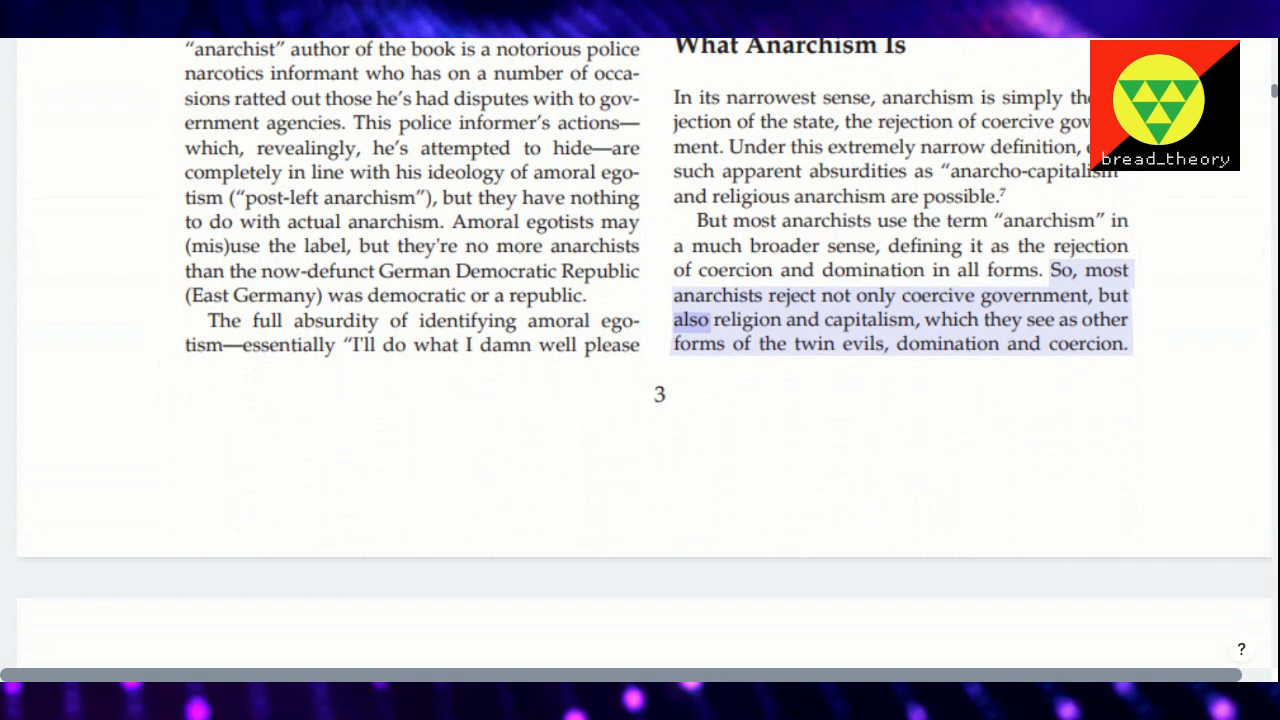 "anarchist" author of the book is a notorious police
narcotics informant who has on a number of occa-
sions ratted out those he's had disputes with to gov-
ernment agencies. This police informer's actions—
which, revealingly, he's attempted to hide—are
completely in line with his ideology of amoral ego-
tism ("post-left anarchism"), but they have nothing
to do with actual anarchism. Amoral egotists may
(mis)use the label, but they're no more anarchists
than the now-defunct German Democratic Republic
(East Germany) was democratic or a republic.
The full absurdity of identifying amoral ego-
tism—essentially "I'll do what I damn well please
What Anarchism Is
In its narrowest sense, anarchism is simply the
jection of the state, the rejection of coercive gov
ment. Under this extremely narrow definition,
such apparent absurdities as "anarcho-capitalism"
and religious anarchism are possible.7
But most anarchists use the term "anarchism" in
a much broader sense, defining it as the rejection
of coercion and domination in all forms. So, most
anarchists reject not only coercive government, but
also religion and capitalism, which they see as other
forms of the twin evils, domination and coercion.
3
bread_theory
?